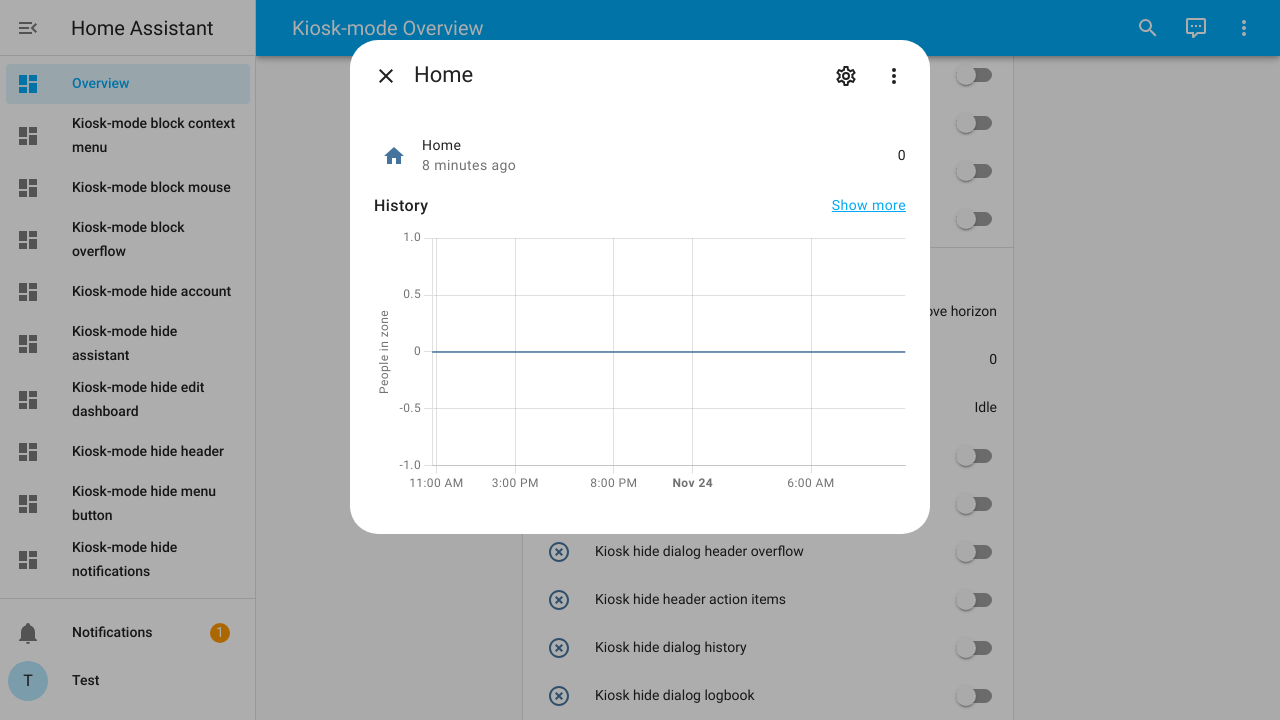 Home Assistant
Kiosk-mode Overview
Overview
Kiosk-mode block context
menu
Kiosk-mode block mouse
Kiosk-mode block
overflow
Kiosk-mode hide account
Kiosk-mode hide
assistant
Kiosk-mode hide edit
dashboard
Kiosk-mode hide header
Kiosk-mode hide menu
button
Kiosk-mode hide
notifications
Notifications 1
T Test
Home
Home
8 minutes ago
0
History
Show more
1.0
0.5
0
-0.5
-1.0
People in zone
11:00 AM 3:00 PM 8:00 PM Nov 24 6:00 AM
horizon
0
Idle
Kiosk hide dialog header overflow
Kiosk hide header action items
Kiosk hide dialog history
Kiosk hide dialog logbook